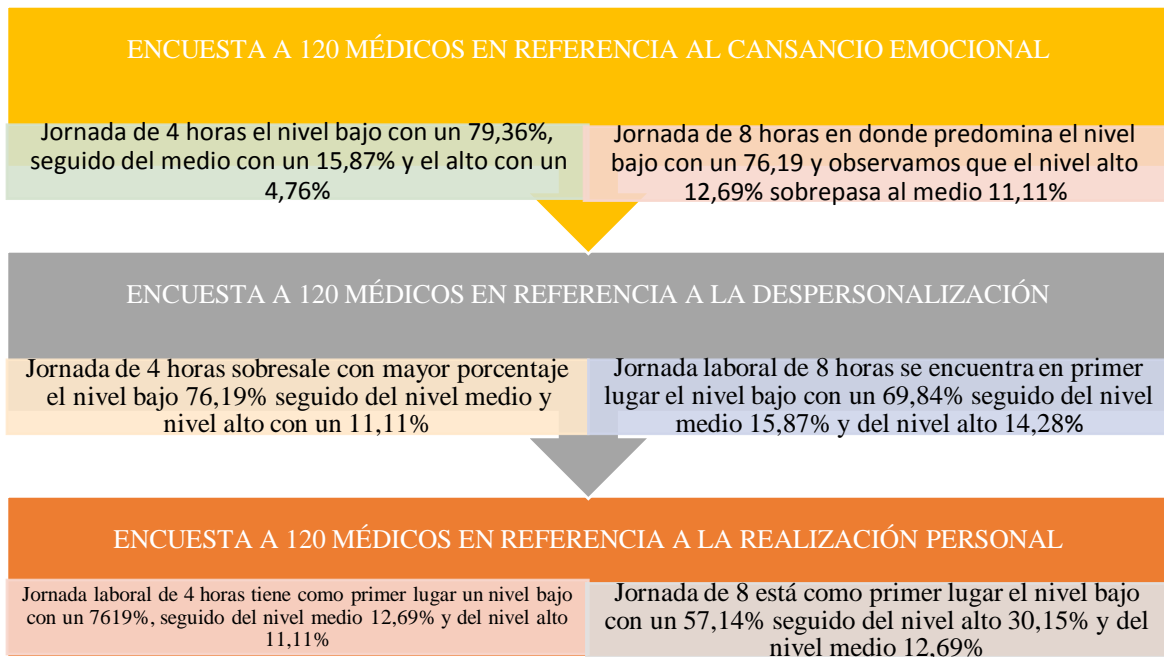 ENCUESTA A 120 MÉDICOS EN REFERENCIA AL CANSANCIO EMOCIONAL
Jornada de 4 horas el nivel bajo con un 79,36%,
seguido del medio con un 15,87% y el alto con un
4,76%
Jornada de 8 horas en donde predomina el nivel
bajo con un 76,19 y observamos que el nivel alto
12,69% sobrepasa al medio 11,11%
ENCUESTA A 120 MÉDICOS EN REFERENCIA A LA DESPERSONALIZACIÓN
Jornada de 4 horas sobresale con mayor porcentaje
el nivel bajo 76,19% seguido del nivel medio y
nivel alto con un 11,11%
Jornada laboral de 8 horas se encuentra en primer
lugar el nivel bajo con un 69,84% seguido del nivel
medio 15,87% y del nivel alto 14,28%
ENCUESTA A 120 MÉDICOS EN REFERENCIA A LA REALIZACIÓN PERSONAL
Jornada laboral de 4 horas tiene como primer lugar un nivel bajo
con un 7619%, seguido del nivel medio 12,69% y del nivel alto
11,11%
Jornada de 8 está como primer lugar el nivel bajo
con un 57,14% seguido del nivel alto 30,15% y del
nivel medio 12,69%